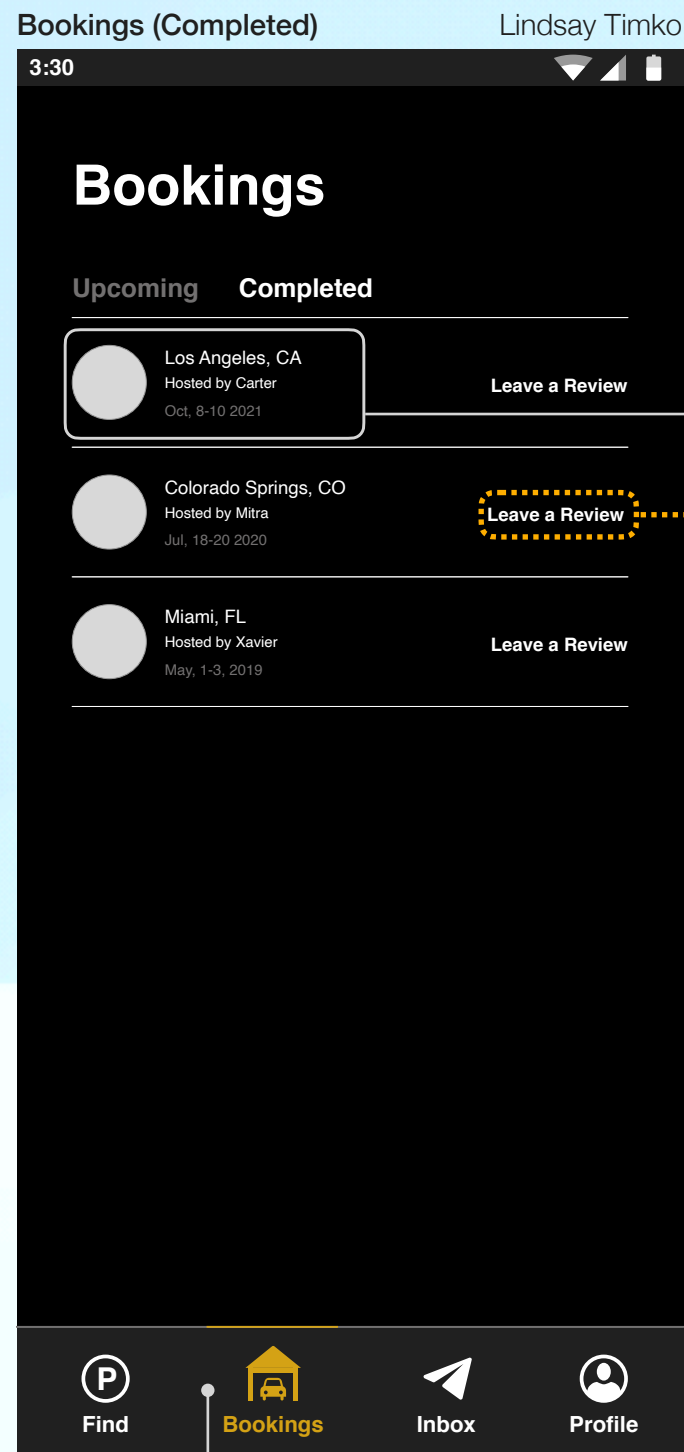 Bookings (Completed) Lindsay Timko
3:30
Bookings
Upcoming Completed
Los Angeles, CA
Hosted by Carter
Leave a Review
Oct, 8-10 2021
Colorado Springs, CO
Hosted by Mitra
Leave a Review
Jul, 18-20 2020
Miami, FL
Hosted by Xavier
Leave a Review
May, 1-3, 2019
P
Find Bookings Inbox Profile